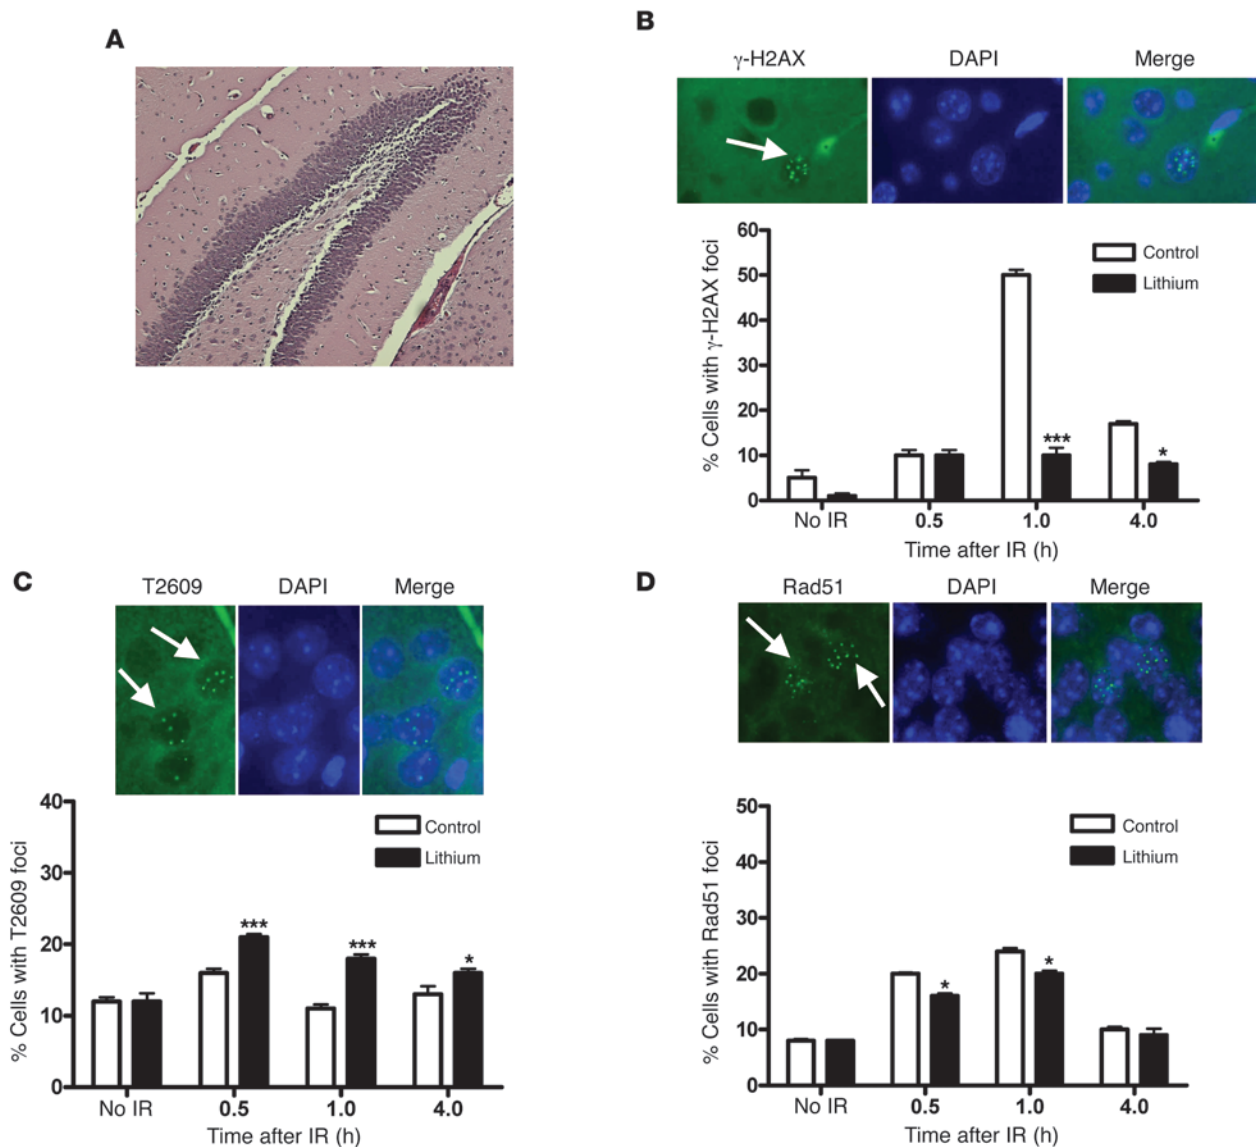 A
B
γ-H2AX DAPI Merge
% Cells with γ-H2AX foci
60
50
40
30
20
10
0
Control
Lithium
***
*
No IR 0.5 1.0 4.0
Time after IR (h)
C
T2609 DAPI Merge
% Cells with T2609 foci
40
30
20
10
0
Control
Lithium
***
***
*
No IR 0.5 1.0 4.0
Time after IR (h)
D
Rad51 DAPI Merge
% Cells with Rad51 foci
50
40
30
20
10
0
Control
Lithium
*
*
No IR 0.5 1.0 4.0
Time after IR (h)